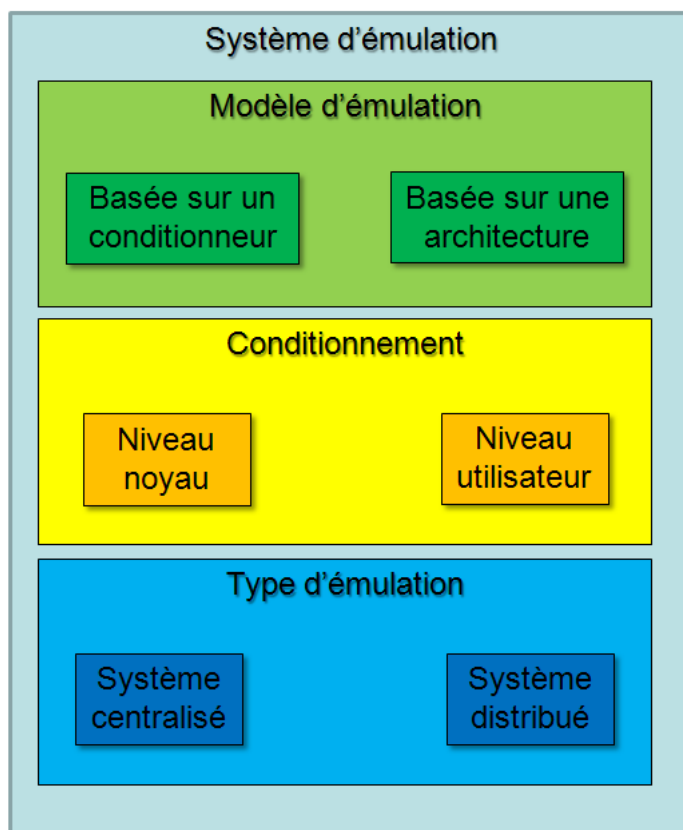 Système d'émulation
Modèle d'émulation
Basée sur un
conditionneur
Basée sur une
architecture
Conditionnement
Niveau
noyau
Niveau
utilisateur
Type d'émulation
Système
centralisé
Système
distribué